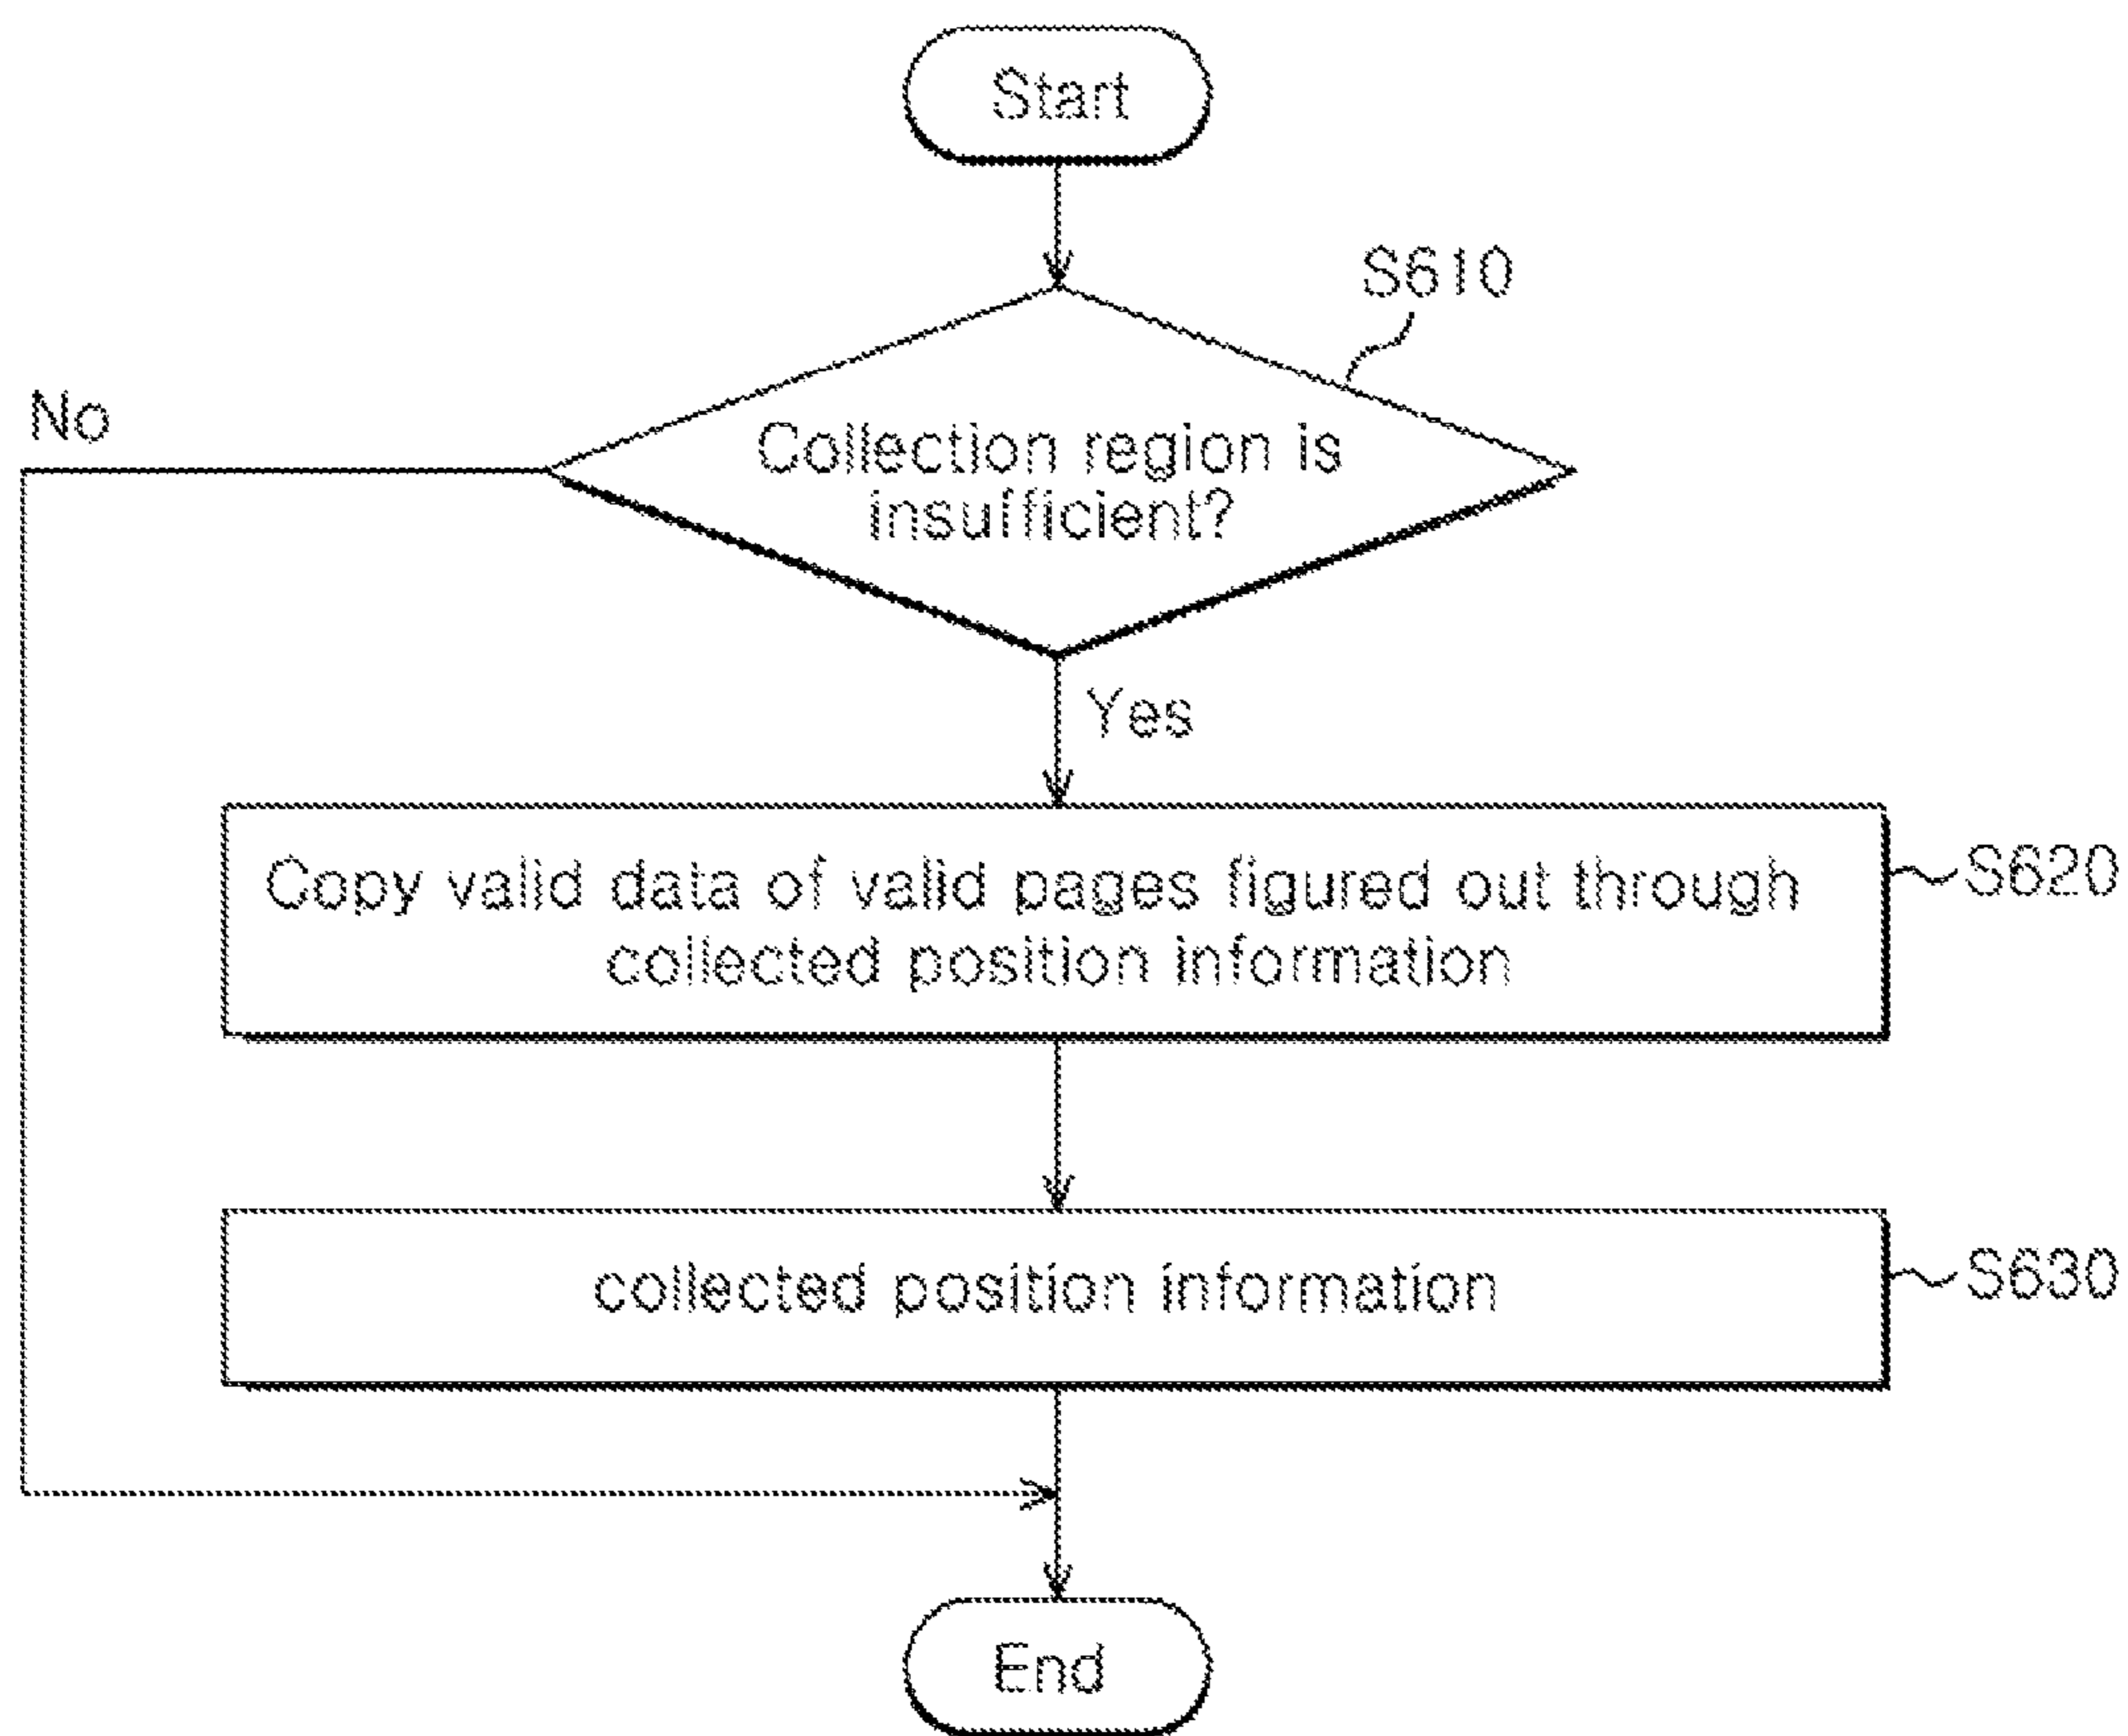 Start
S610
No
Collection region is
insufficient?
Yes
Copy valid data of valid pages figured out through
collected position information
S620
collected position information
S630
End